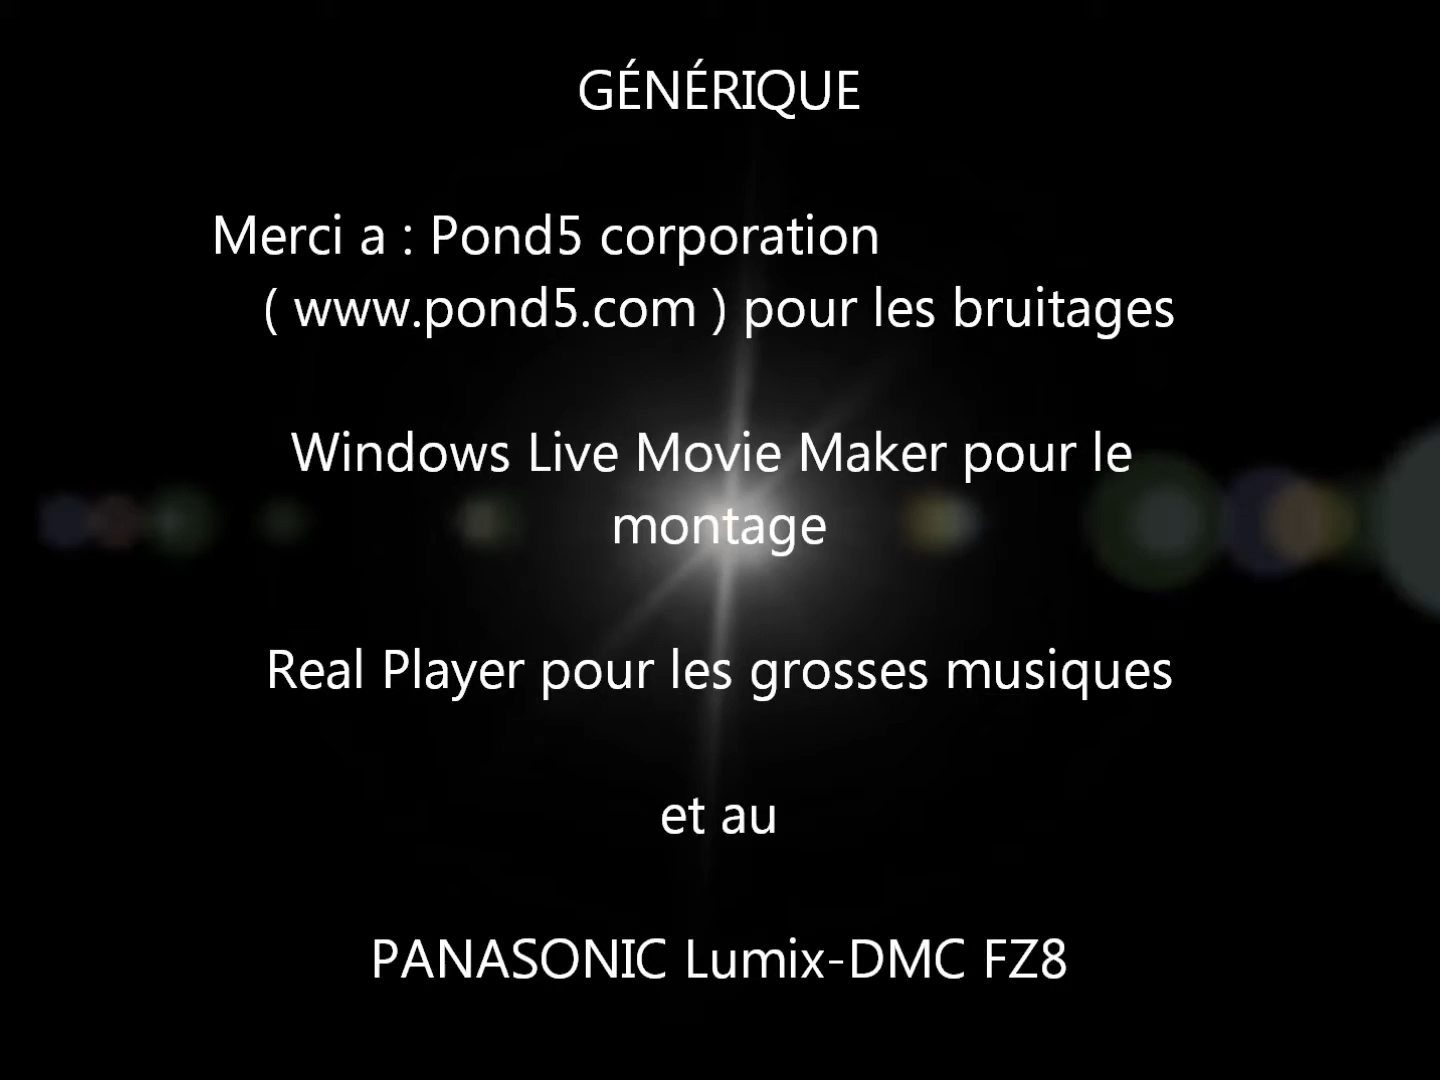 GÉNÉRIQUE
Merci a : Pond5 corporation
( www.pond5.com ) pour les bruitages
Windows Live Movie Maker pour le
montage
Real Player pour les grosses musiques
et au
PANASONIC Lumix-DMC FZ8